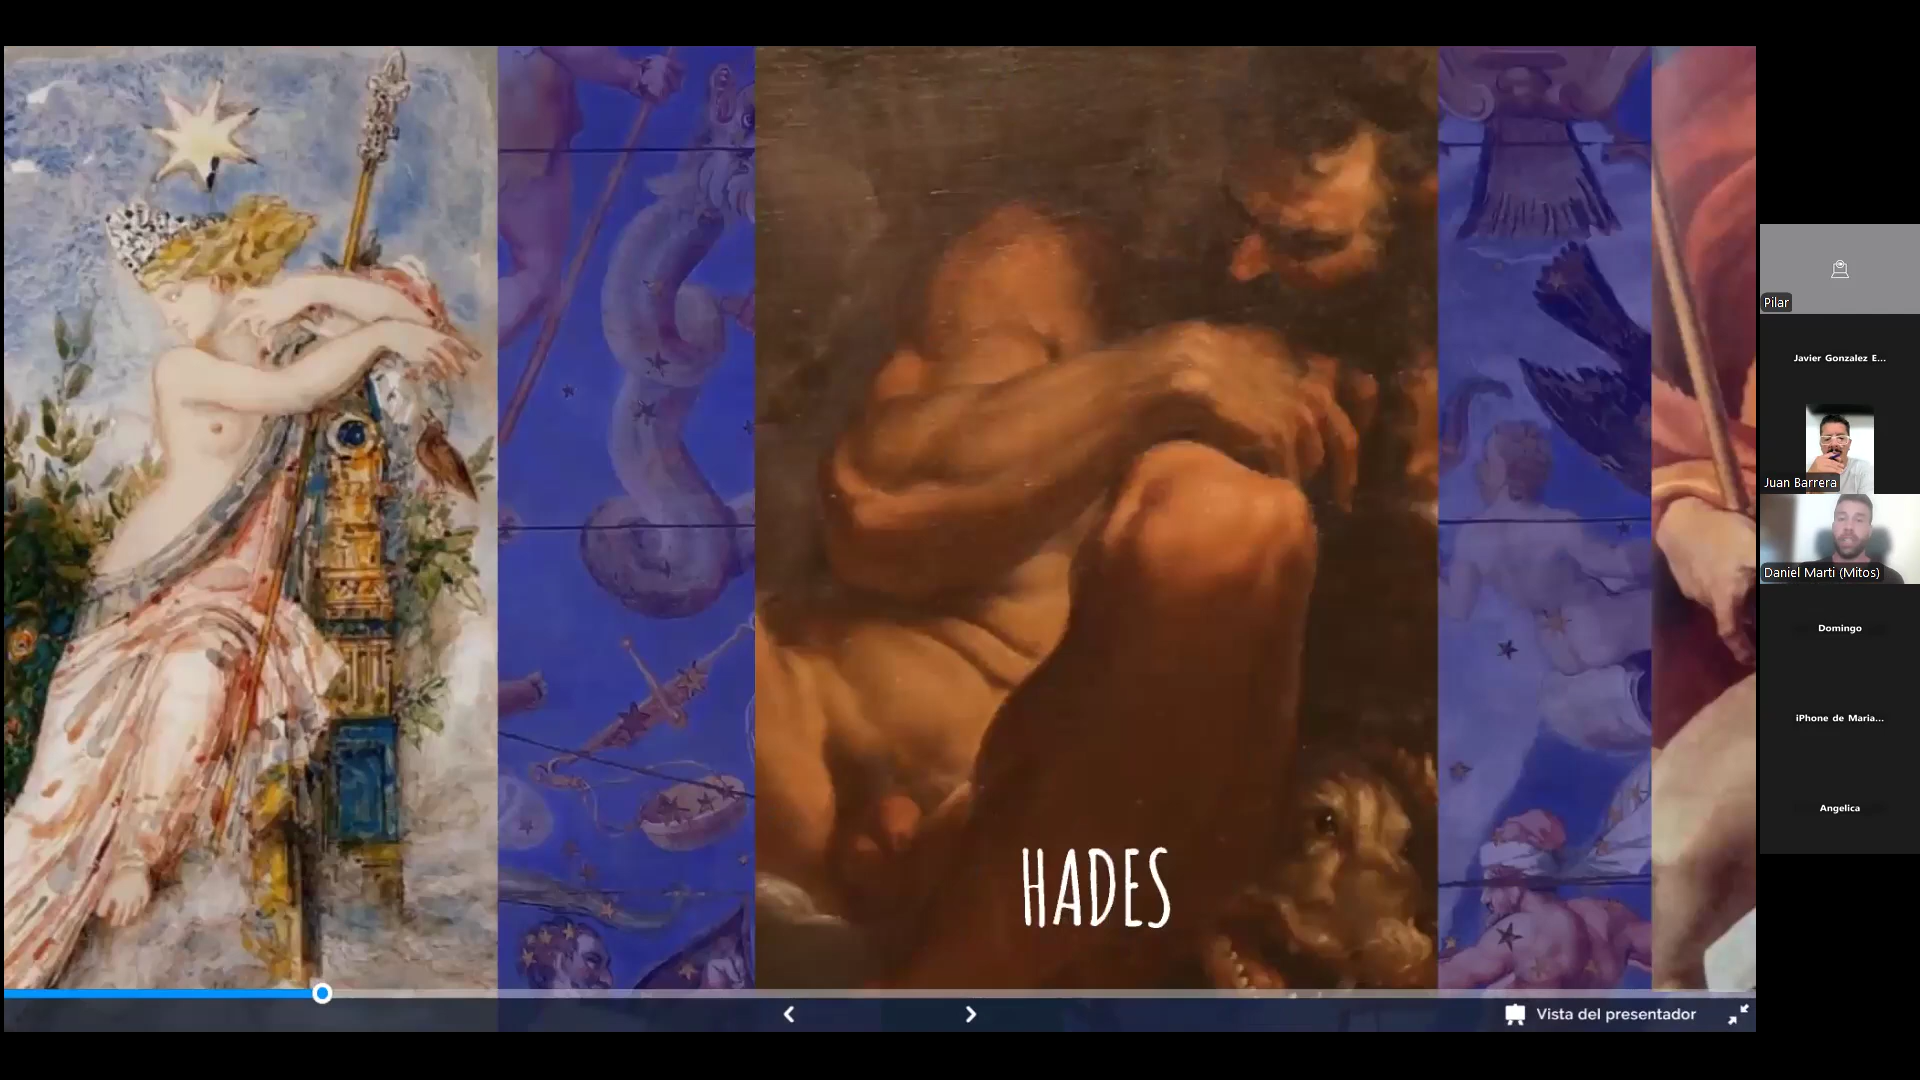 HADES
Vista del presentador
Pilar
Javier Gonzalez E...
Juan Barrera
Daniel Marti (Mitos)
Domingo
iPhone de Maria...
Angelica